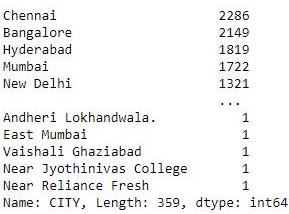 Chennai 2286
Bangalore 2149
Hyderabad 1819
Mumbai 1722
New Delhi 1321
...
Andheri Lokhandwala. 1
East Mumbai 1
Vaishali Ghaziabad 1
Near Jyothinivas College 1
Near Reliance Fresh 1
Name: CITY, Length: 359, dtype: int64